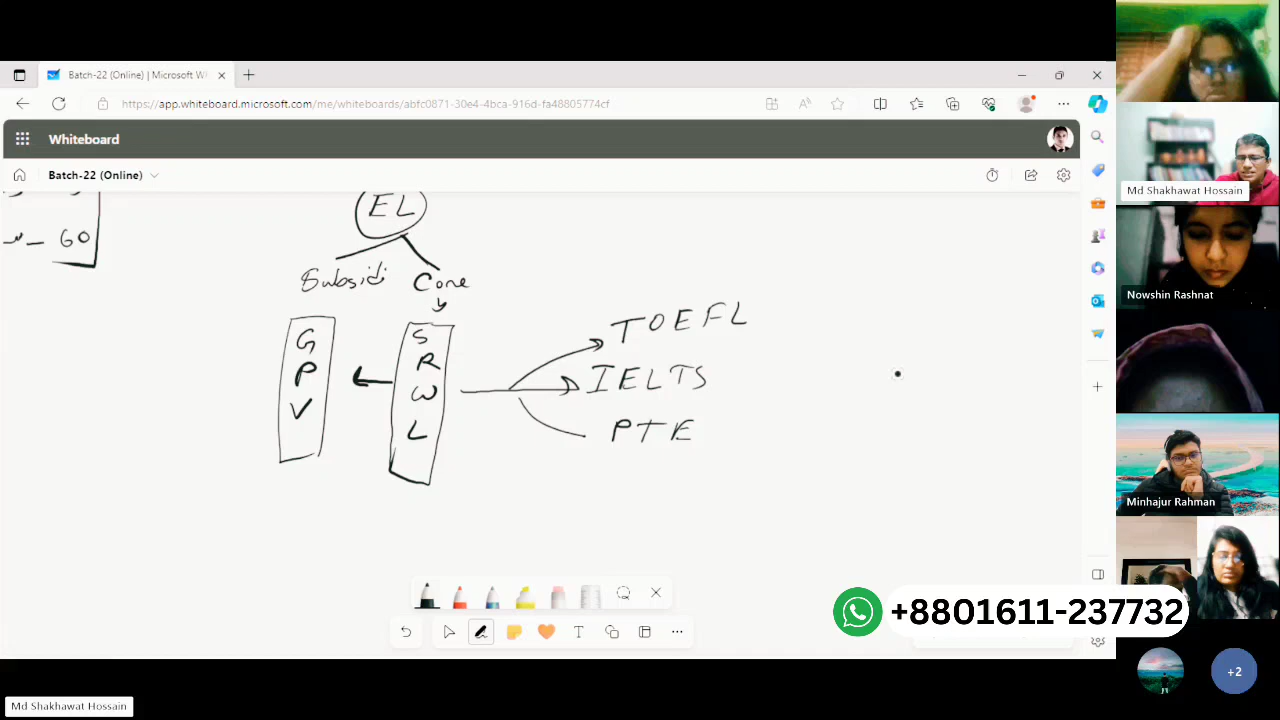 Batch-22 (Online) | Microsoft W
https://app.whiteboard.microsoft.com/me/whiteboards/abfc0871-30e4-4bca-916d-fa48805774cf
Whiteboard
Batch-22 (Online)
60
EL
Subsidi
Core
G
P
V
S
R
W
L
TOEFL
IELTS
PTE
Md Shakhawat Hossain
Nowshin Rashnat
Minhajur Rahman
+8801611-237732
+2
Md Shakhawat Hossain